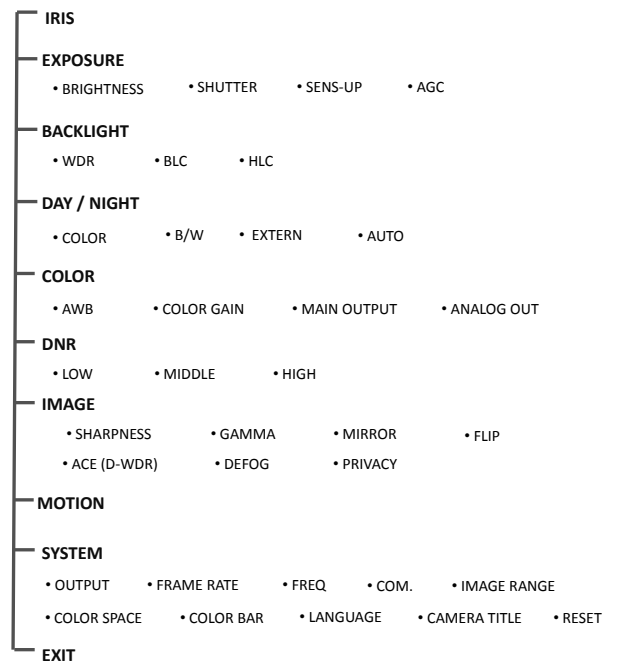 IRIS
EXPOSURE
• BRIGHTNESS • SHUTTER • SENS-UP • AGC
BACKLIGHT
• WDR • BLC • HLC
DAY / NIGHT
• COLOR • B/W • EXTERN • AUTO
COLOR
• AWB • COLOR GAIN • MAIN OUTPUT • ANALOG OUT
DNR
• LOW • MIDDLE • HIGH
IMAGE
• SHARPNESS • GAMMA • MIRROR • FLIP
• ACE (D-WDR) • DEFOG • PRIVACY
MOTION
SYSTEM
• OUTPUT • FRAME RATE • FREQ • COM. • IMAGE RANGE
• COLOR SPACE • COLOR BAR • LANGUAGE • CAMERA TITLE • RESET
EXIT